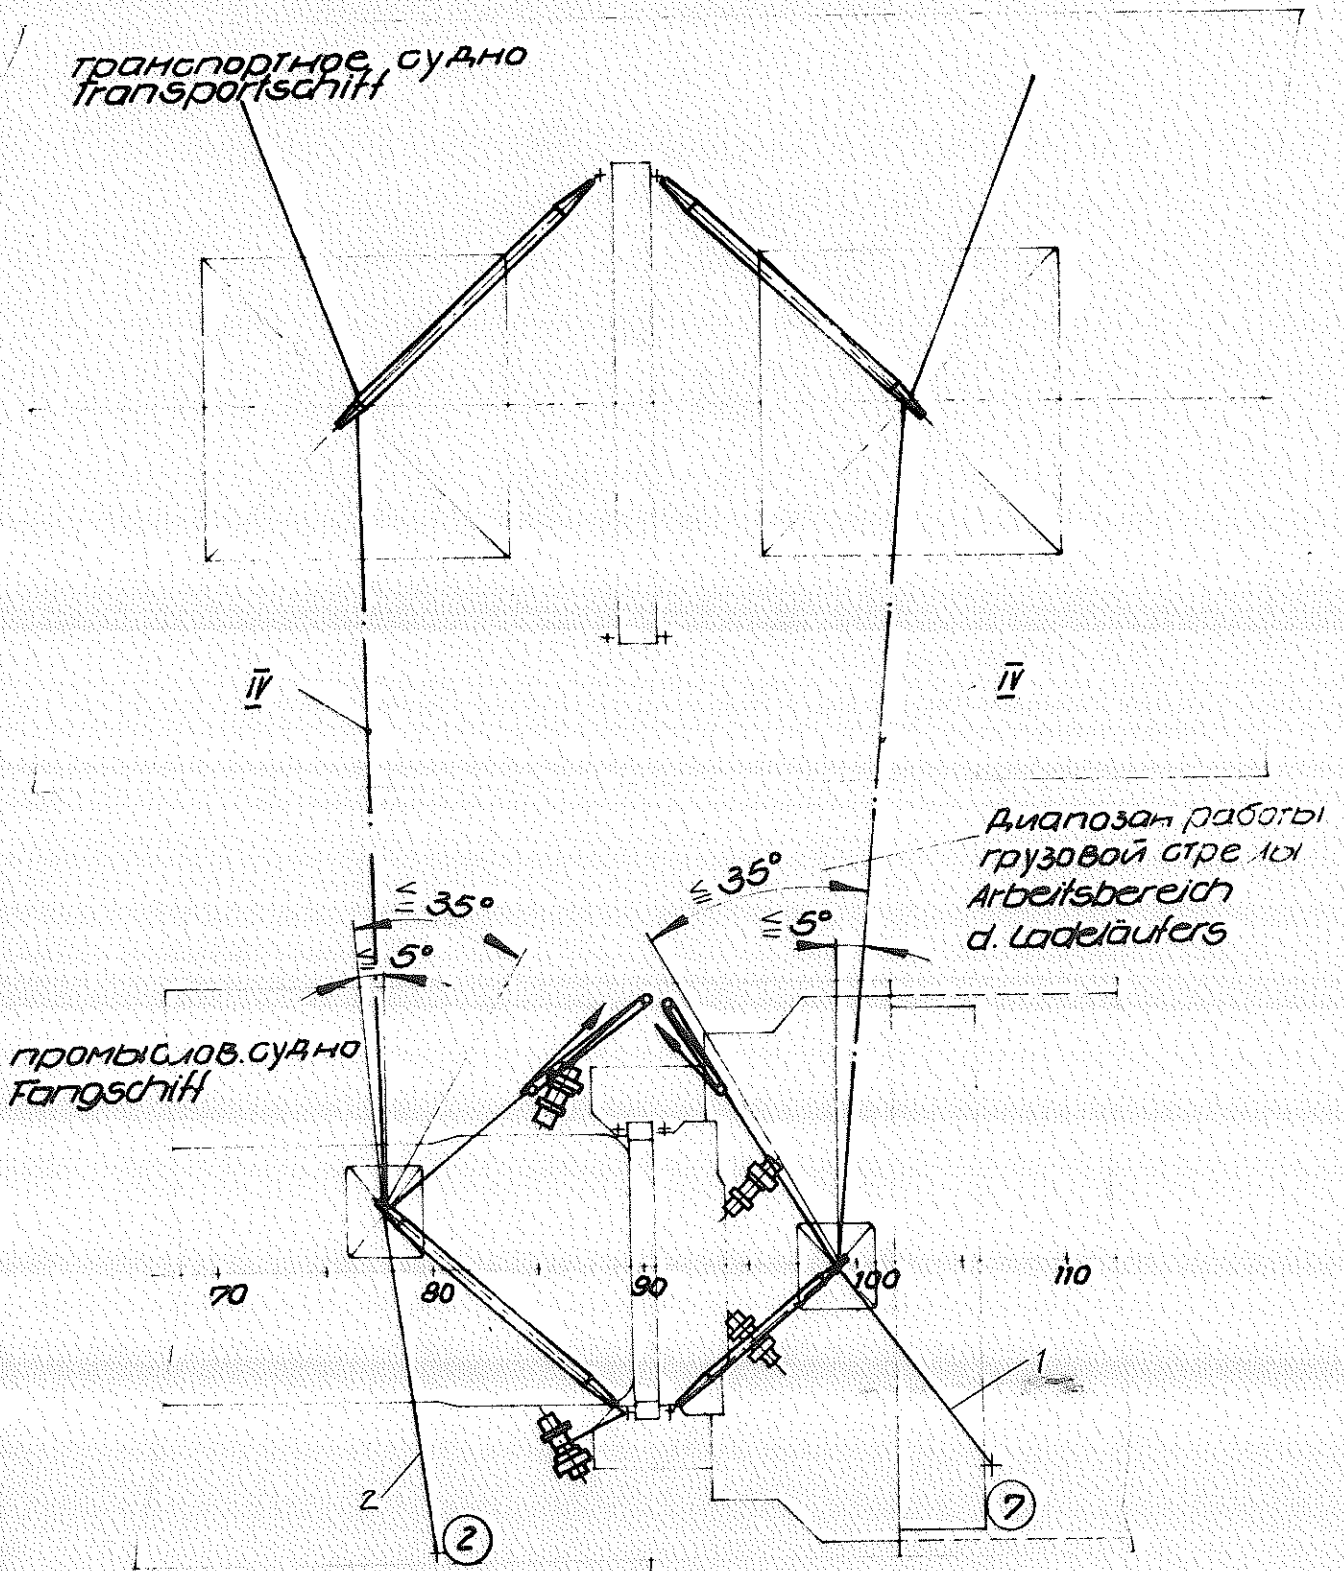 транспортное судно
Transportschiff
IV
IV
Диапозан работы
грузовой стрелы
Arbeitsbereich
d. Ladeläufers
≦ 35°
≦ 35°
≦ 5°
≦ 5°
промыслов. судно
Fangschiff
70
80
90
100
110
1
2
2
7